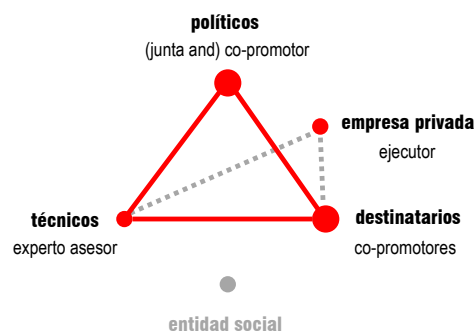 políticos
(junta and) co-promotor
empresa privada
ejecutor
técnicos
experto asesor
destinatarios
co-promotores
entidad social